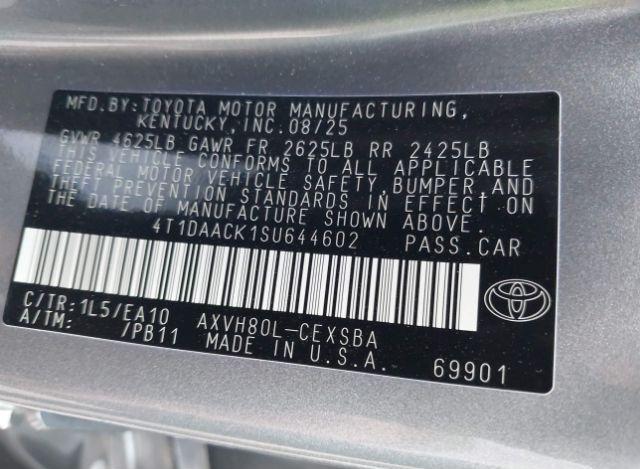 MFD.BY: TOYOTA MOTOR MANUFACTURING,
KENTUCKY, INC. 08/25
GVWR 4625LB GAWR FR 2625LB RR 2425LB
THIS VEHICLE CONFORMS TO ALL APPLICABLE
FEDERAL MOTOR VEHICLE SAFETY, BUMPER, AND
THEFT PREVENTION STANDARDS IN EFFECT ON
THE DATE OF MANUFACTURE SHOWN ABOVE.
4T1DAACK1SU644602 PASS.CAR
C/TR: 1L5/EA10 AXVH80L-CEXSBA
A/TM: /PB11 MADE IN U.S.A.
69901